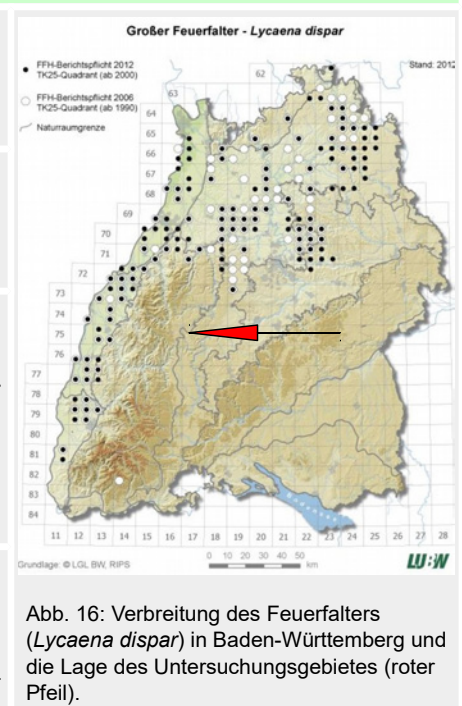 Großer Feuerfalter - Lycaena dispar
FFH-Berichtspflicht 2012
TK25-Quadrant (ab 2000)
FFH-Berichtspflicht 2006
TK25-Quadrant (ab 1990)
Naturraumgrenze
Stand: 2012
62
63
64
65
66
67
68
69
70
71
72
73
74
75
76
77
78
79
80
81
82
83
84
Bodensee
11 12 13 14 15 16 17 18 19 20 21 22 23 24 25 26 27 28
0 10 20 30 40 50
km
Grundlage: © LGL BW, RIPS
LU:W
Abb. 16: Verbreitung des Feuerfalters
(Lycaena dispar) in Baden-Württemberg und
die Lage des Untersuchungsgebietes (roter
Pfeil).